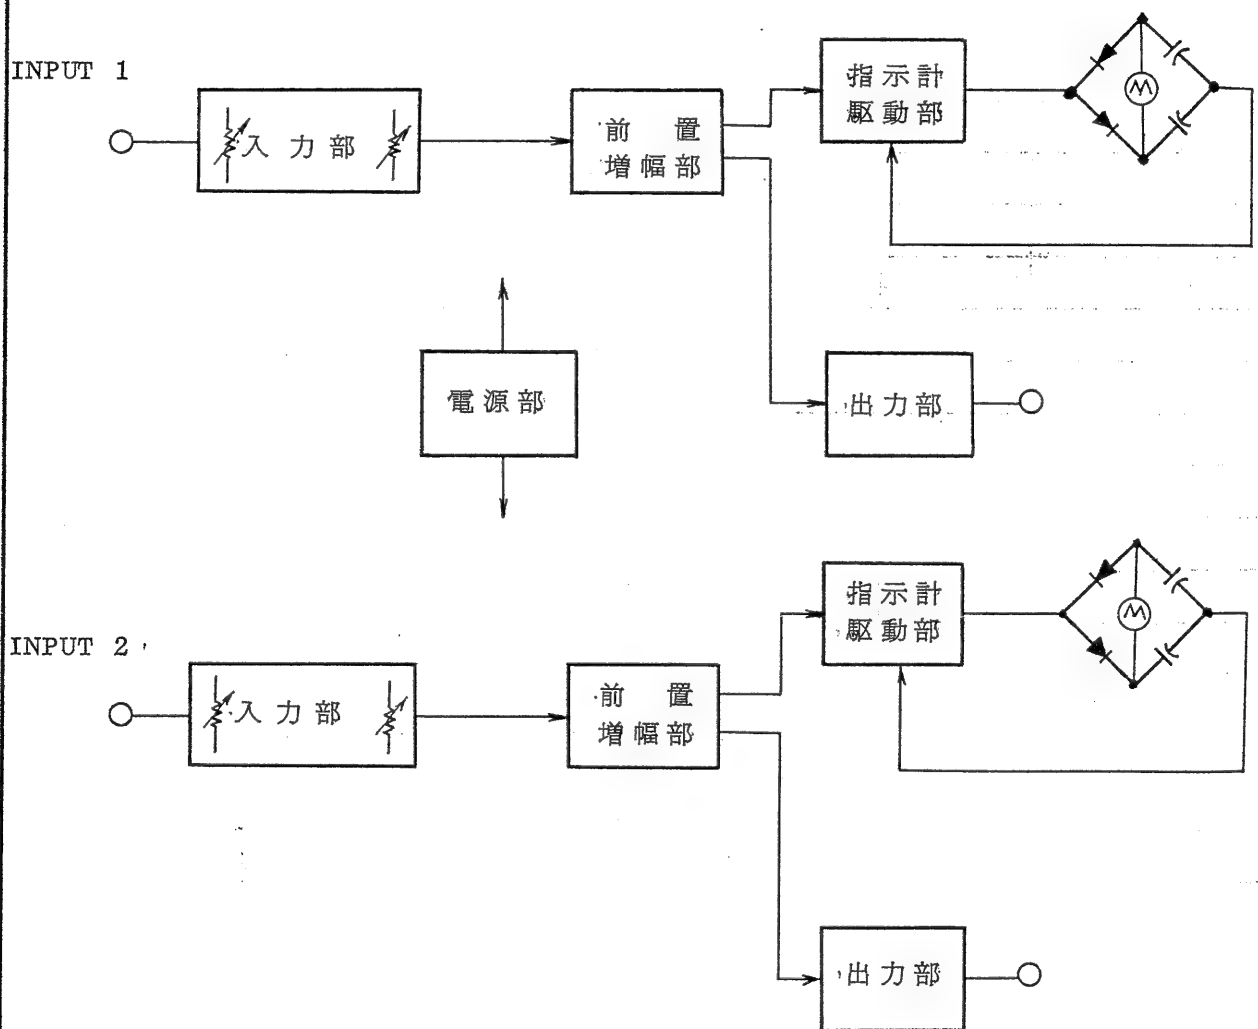 INPUT 1
入力部
前置
増幅部
指示計
駆動部
M
電源部
出力部
INPUT 2
入力部
前置
増幅部
指示計
駆動部
M
出力部